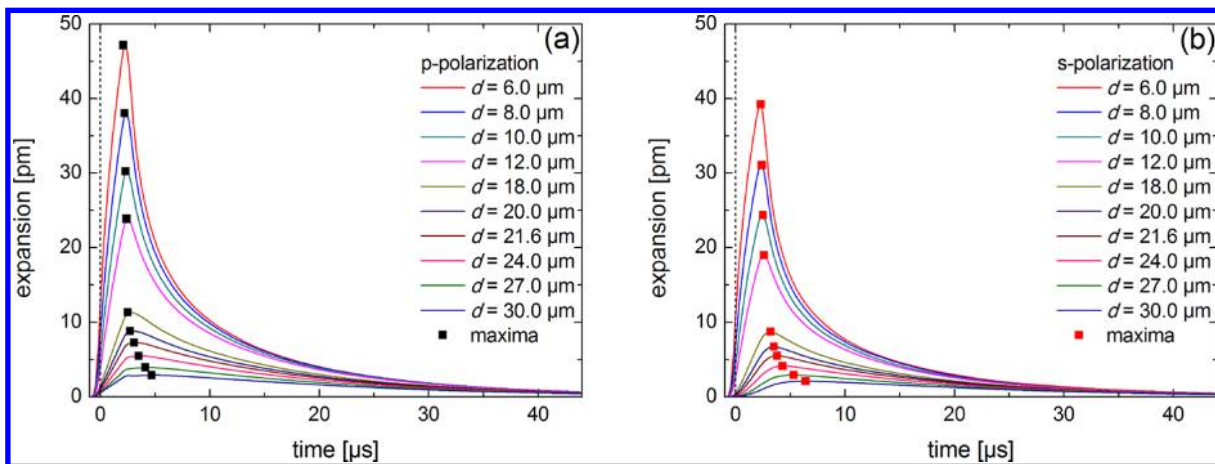 50
40
30
20
10
0
expansion [pm]
0
10
20
30
40
time [µs]
(a)
p-polarization
d = 6.0 µm
d = 8.0 µm
d = 10.0 µm
d = 12.0 µm
d = 18.0 µm
d = 20.0 µm
d = 21.6 µm
d = 24.0 µm
d = 27.0 µm
d = 30.0 µm
maxima
50
40
30
20
10
0
expansion [pm]
0
10
20
30
40
time [µs]
(b)
s-polarization
d = 6.0 µm
d = 8.0 µm
d = 10.0 µm
d = 12.0 µm
d = 18.0 µm
d = 20.0 µm
d = 21.6 µm
d = 24.0 µm
d = 27.0 µm
d = 30.0 µm
maxima